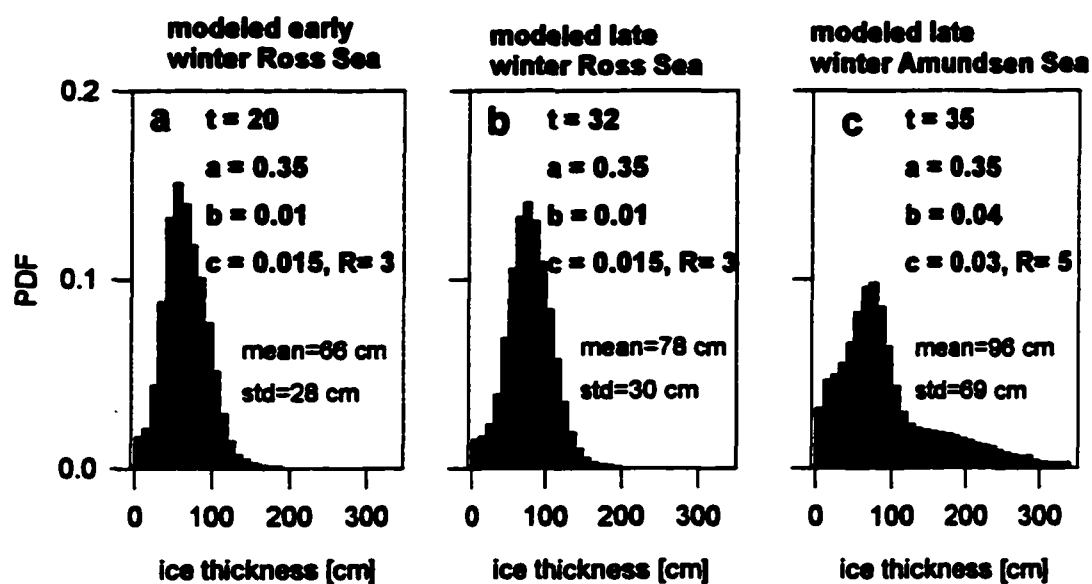 modeled early
winter Ross Sea
modeled late
winter Ross Sea
modeled late
winter Amundsen Sea
PDF
0.2
0.1
0.0
a
t = 20
a = 0.35
b = 0.01
c = 0.015, R= 3
mean=66 cm
std=28 cm
b
t = 32
a = 0.35
b = 0.01
c = 0.015, R= 3
mean=78 cm
std=30 cm
c
t = 35
a = 0.35
b = 0.04
c = 0.03, R= 5
mean=96 cm
std=69 cm
0 100 200 300
0 100 200 300
0 100 200 300
ice thickness [cm]
ice thickness [cm]
ice thickness [cm]